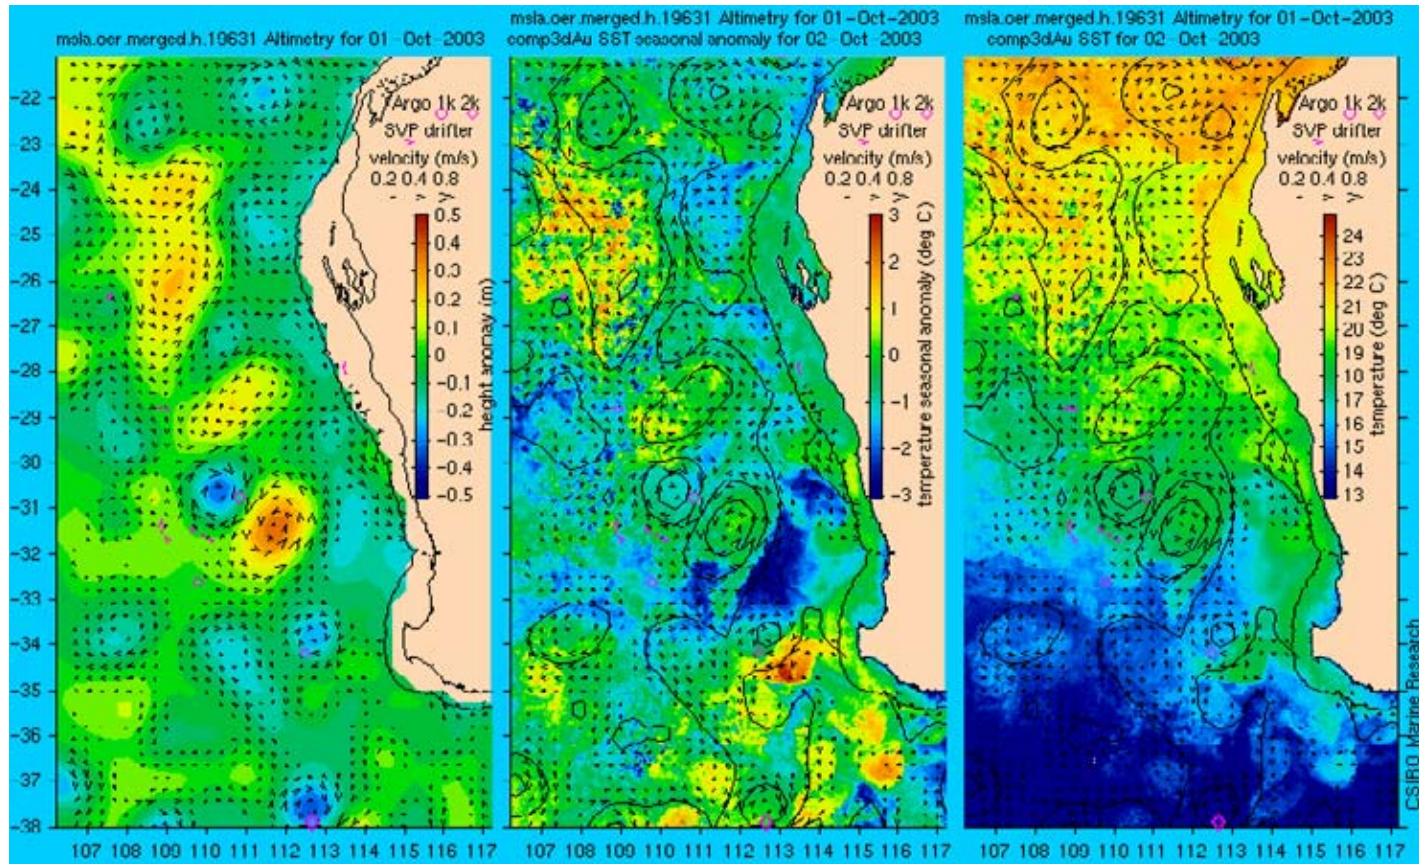 msla.oer.merged.h.19631 Altimetry for 01-Oct-2003
-22
-23
-24
-25
-26
-27
-28
-29
-30
-31
-32
-33
-34
-35
-36
-37
-38
Argo 1k 2k
SVP drifter
velocity (m/s)
0.2 0.4 0.8
0.5
0.4
0.3
0.2
0.1
0
-0.1
-0.2
-0.3
-0.4
-0.5
height anomay (m)
107 108 109 110 111 112 113 114 115 116 117
msla.oer.merged.h.19631 Altimetry for 01-Oct-2003
comp3dAu SST seasonal anomaly for 02-Oct-2003
Argo 1k 2k
SVP drifter
velocity (m/s)
0.2 0.4 0.8
3
2
1
0
-1
-2
-3
temperature seasonal anomaly (deg C)
107 108 109 110 111 112 113 114 115 116 117
msla.oer.merged.h.19631 Altimetry for 01-Oct-2003
comp3dAu SST for 02-Oct-2003
Argo 1k 2k
SVP drifter
velocity (m/s)
0.2 0.4 0.8
24
23
22
21
20
19
18
17
16
15
14
13
temperature (deg C)
107 108 109 110 111 112 113 114 115 116 117
CSIRO Marine Reseach